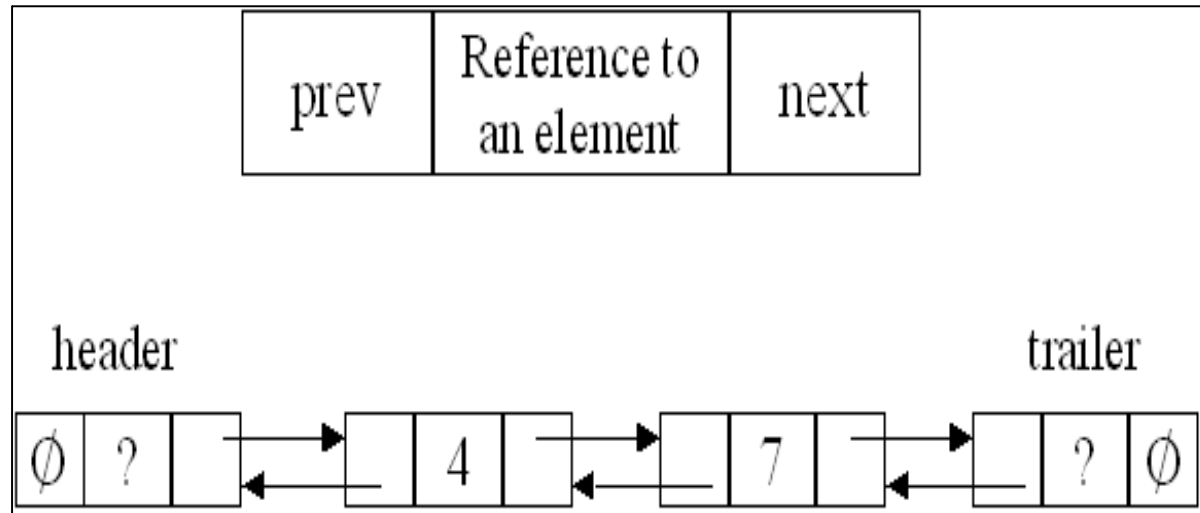 prev Reference to an element next
header trailer
∅ ? 4 7 ? ∅